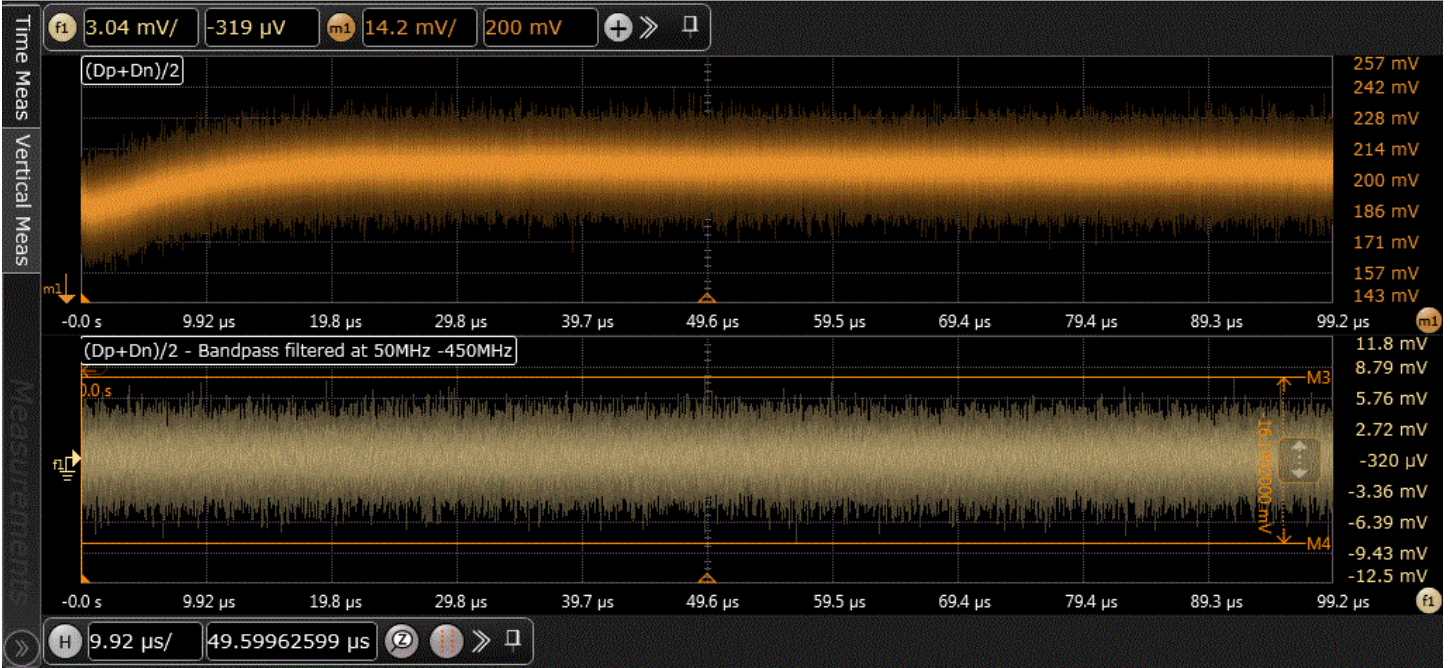 Time Meas
Vertical Meas
Measurements
f1 3.04 mV/ -319 µV m1 14.2 mV/ 200 mV
(Dp+Dn)/2
257 mV
242 mV
228 mV
214 mV
200 mV
186 mV
171 mV
157 mV
143 mV
m1
-0.0 s 9.92 µs 19.8 µs 29.8 µs 39.7 µs 49.6 µs 59.5 µs 69.4 µs 79.4 µs 89.3 µs 99.2 µs m1
(Dp+Dn)/2 - Bandpass filtered at 50MHz -450MHz
11.8 mV
8.79 mV
M3
0.0 s
5.76 mV
2.72 mV
f1
-320 µV
-3.36 mV
-6.39 mV
M4
-9.43 mV
-12.5 mV
-0.0 s 9.92 µs 19.8 µs 29.8 µs 39.7 µs 49.6 µs 59.5 µs 69.4 µs 79.4 µs 89.3 µs 99.2 µs f1
H 9.92 µs/ 49.59962599 µs Z